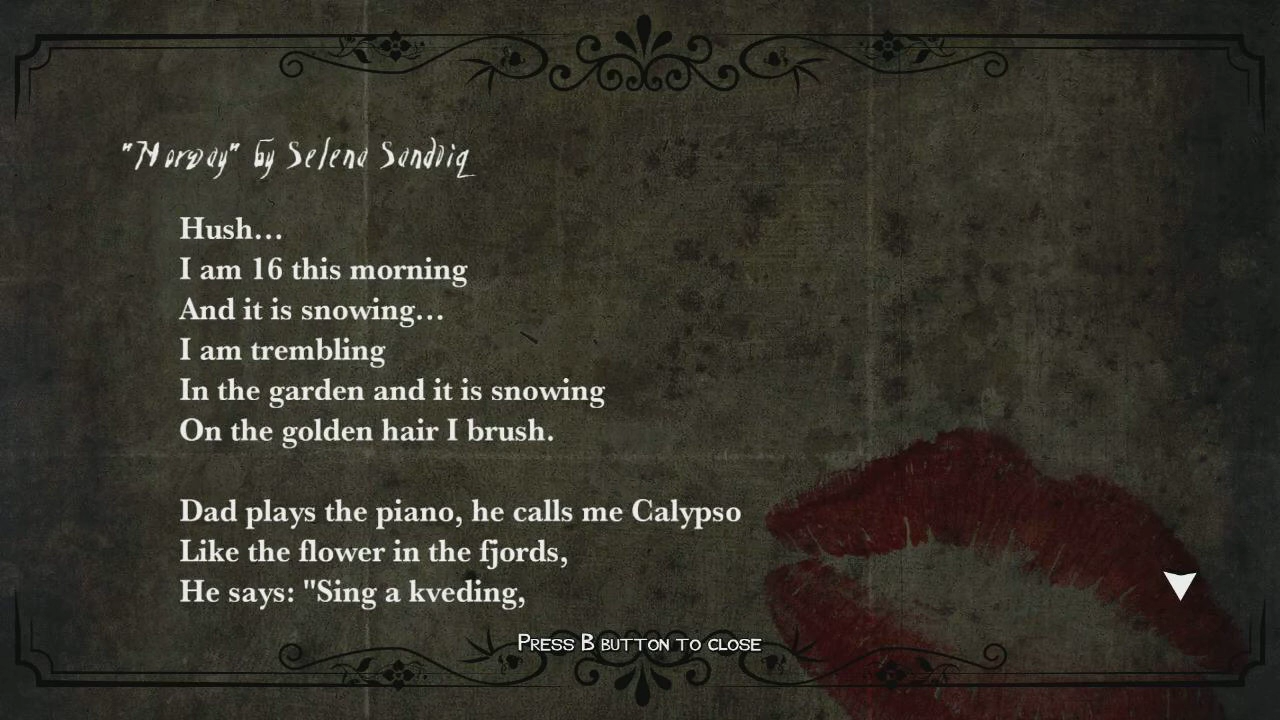 "Norway" by Selena Sandviq
Hush...
I am 16 this morning
And it is snowing...
I am trembling
In the garden and it is snowing
On the golden hair I brush.
Dad plays the piano, he calls me Calypso
Like the flower in the fjords,
He says: "Sing a kveding,
PRESS B BUTTON TO CLOSE